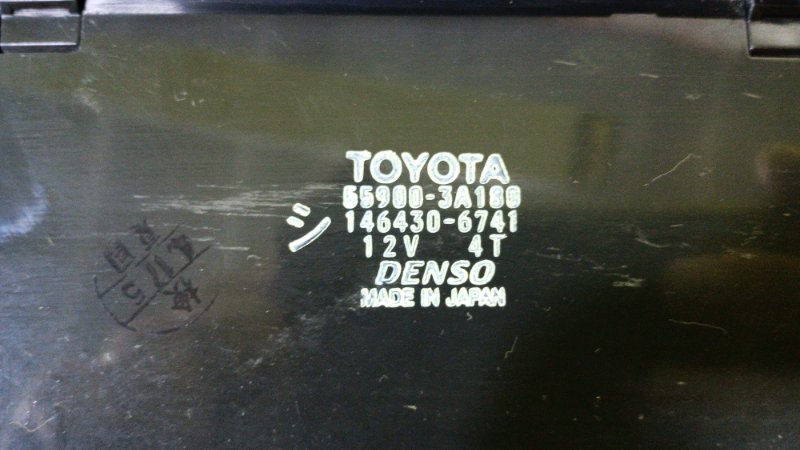 TOYOTA
55900-3A180
146430-6741
シ
12V 4T
DENSO
MADE IN JAPAN